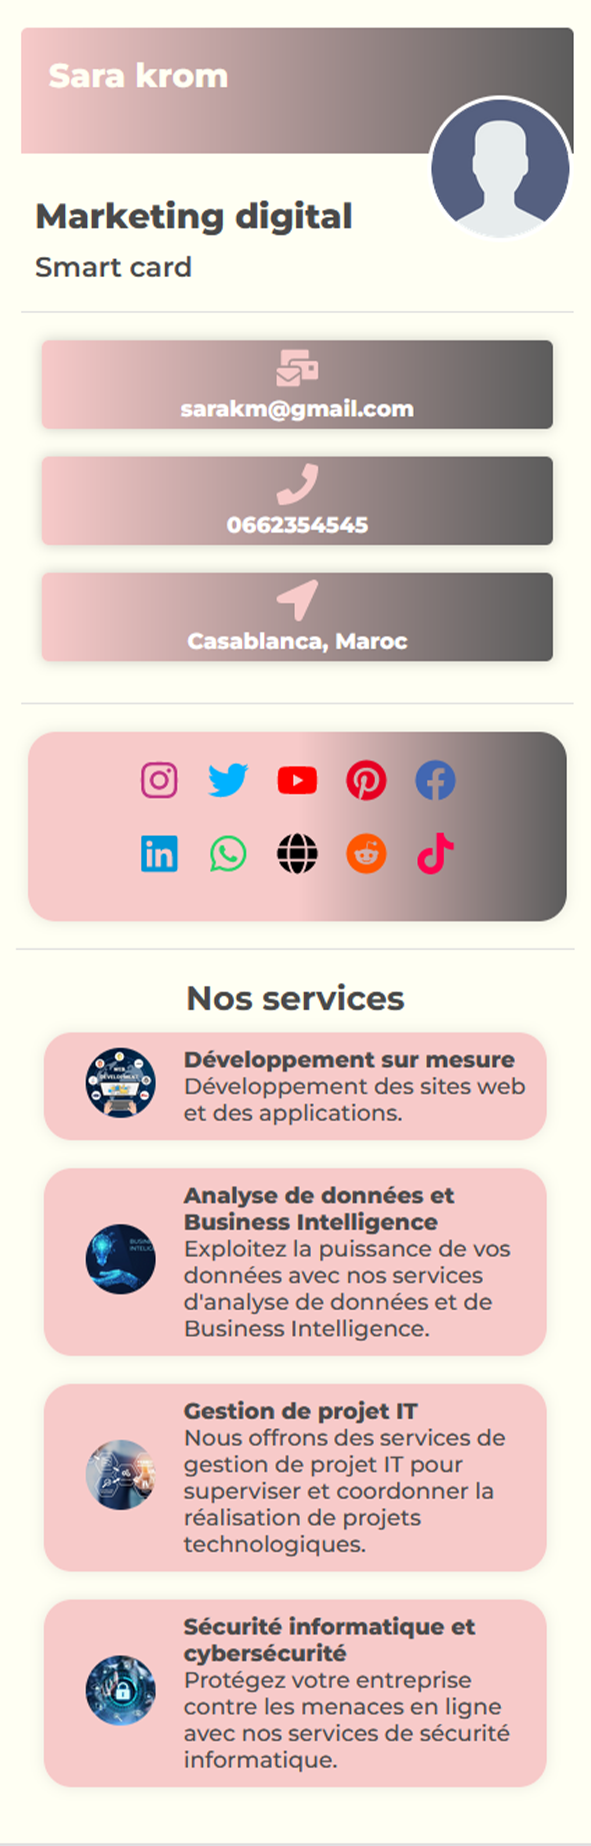 Sara krom
Marketing digital
Smart card
sarakm@gmail.com
0662354545
Casablanca, Maroc
Nos services
Développement sur mesure
Développement des sites web
et des applications.
Analyse de données et
Business Intelligence
Exploitez la puissance de vos
données avec nos services
d'analyse de données et de
Business Intelligence.
Gestion de projet IT
Nous offrons des services de
gestion de projet IT pour
superviser et coordonner la
réalisation de projets
technologiques.
Sécurité informatique et
cybersécurité
Protégez votre entreprise
contre les menaces en ligne
avec nos services de sécurité
informatique.